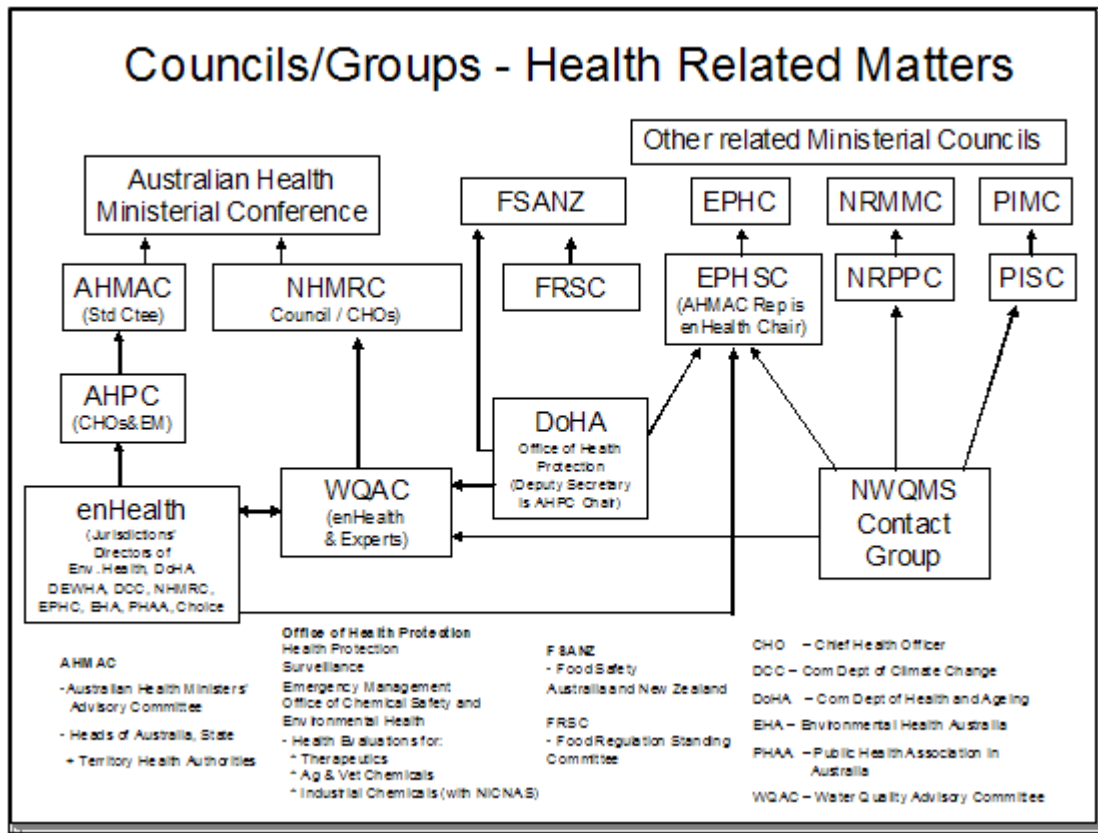 Councils/Groups - Health Related Matters
Other related Ministerial Councils
Australian Health
Ministerial Conference
FSANZ
EPHC
NRMMC
PIMC
AHMAC
(Std Ctee)
NHMRC
Council / CHOs)
FRSC
EPHSC
(AHMAC Rep is
enHealth Chair)
NRPPC
PISC
AHPC
(CHOs&EM)
DoHA
Office of Health
Protection
(Deputy Secretary
is AHPC Chair)
enHealth
(Jurisdictions'
Directors of
Env. Health, DoHA
DEWHA, DCC, NHMRC,
EPHC, EHA, PHAA, Choice
WQAC
(enHealth
& Experts)
NWQMS
Contact
Group
AHMAC
-Australian Health Ministers'
Advisory Committee
- Heads of Australia, State
+ Territory Health Authorities
Office of Health Protection
Health Protection
Surveillance
Emergency Management
Office of Chemical Safety and
Environmental Health
- Health Evaluations for:
* Therapeutics
* Ag & Vet Chemicals
* Industrial Chemicals (with NICNAS)
FSANZ
- Food Safety
Australia and New Zealand
FRSC
- Food Regulation Standing
Committee
CHO – Chief Health Officer
DCC – Com Dept of Climate Change
DoHA – Com Dept of Health and Ageing
EHA – Environmental Health Australia
PHAA – Public Health Association in
Australia
WQAC – Water Quality Advisory Committee